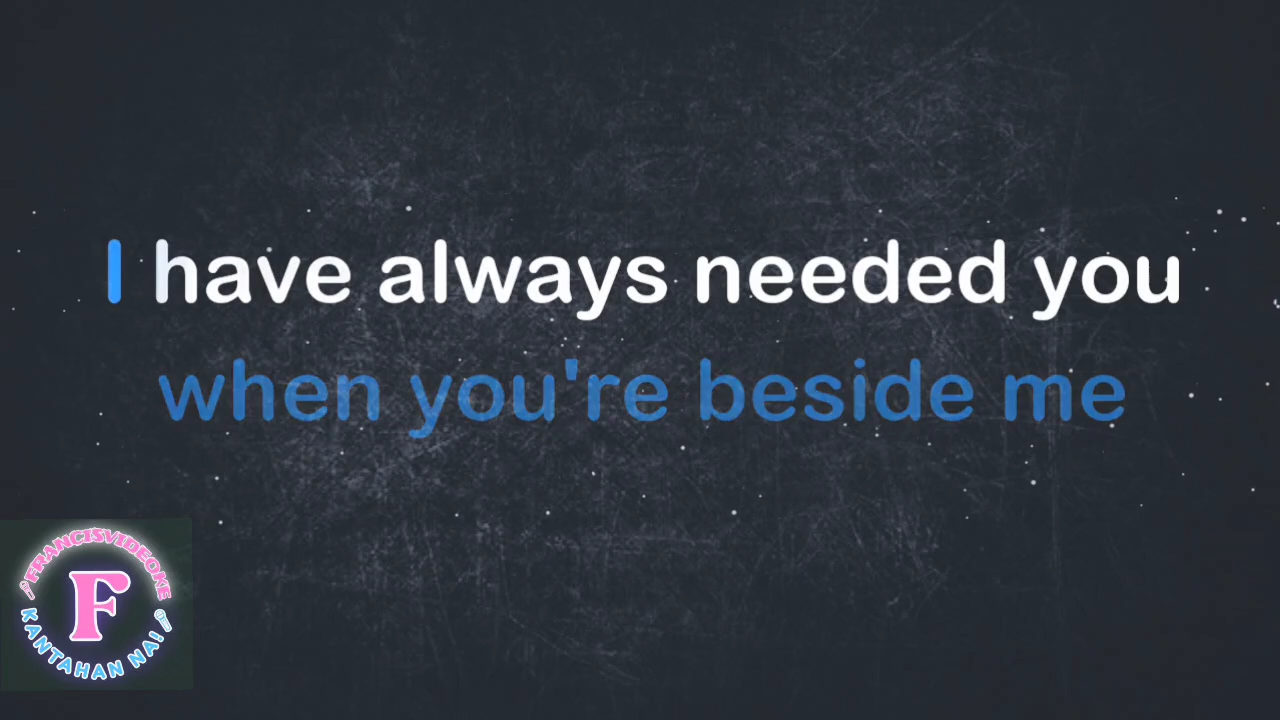 I have always needed you
when you're beside me
FRANCISVIDEOKE
F
KANTAHAN NA!